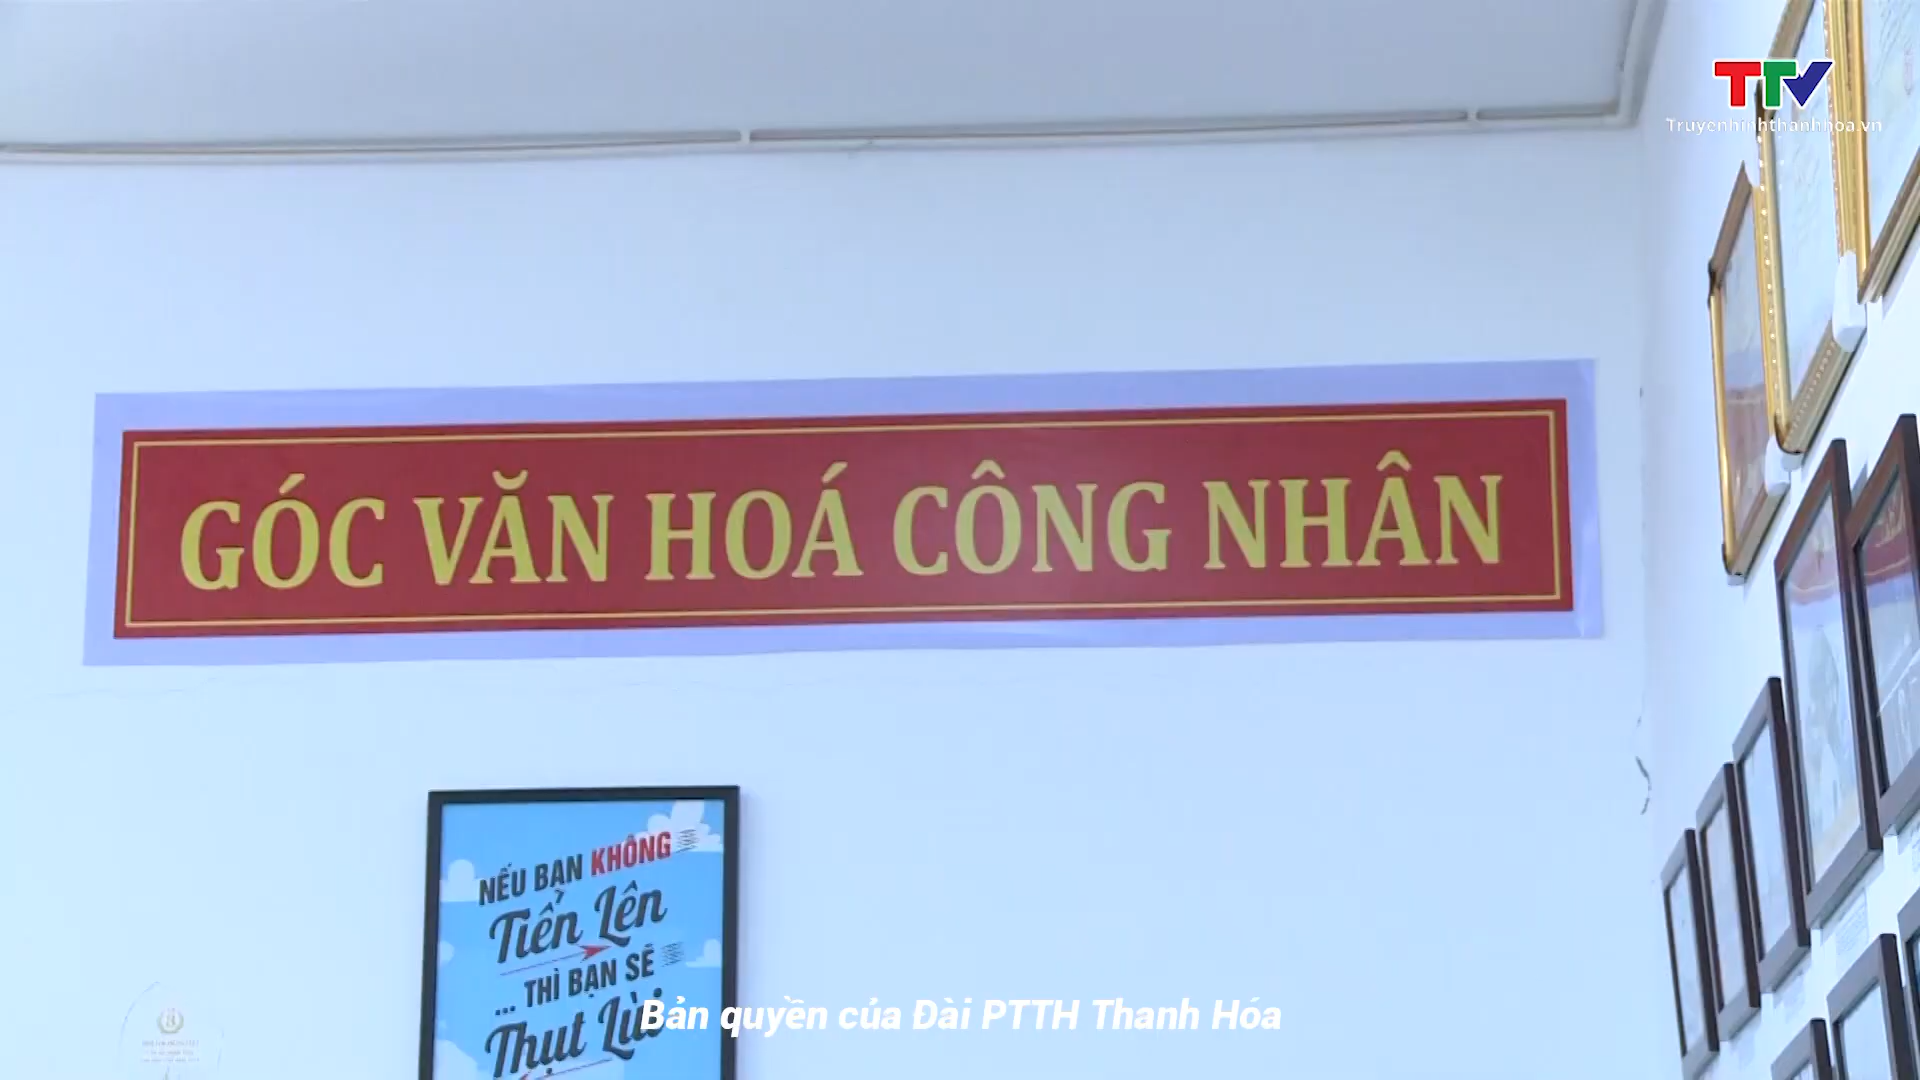 TTV
Truyenhinhthanhhoa.vn
GÓC VĂN HOÁ CÔNG NHÂN
NẾU BẠN KHÔNG
Tiến Lên
... THÌ BẠN SẼ
Thụt Lùi
Bản quyền của Đài PTTH Thanh Hóa